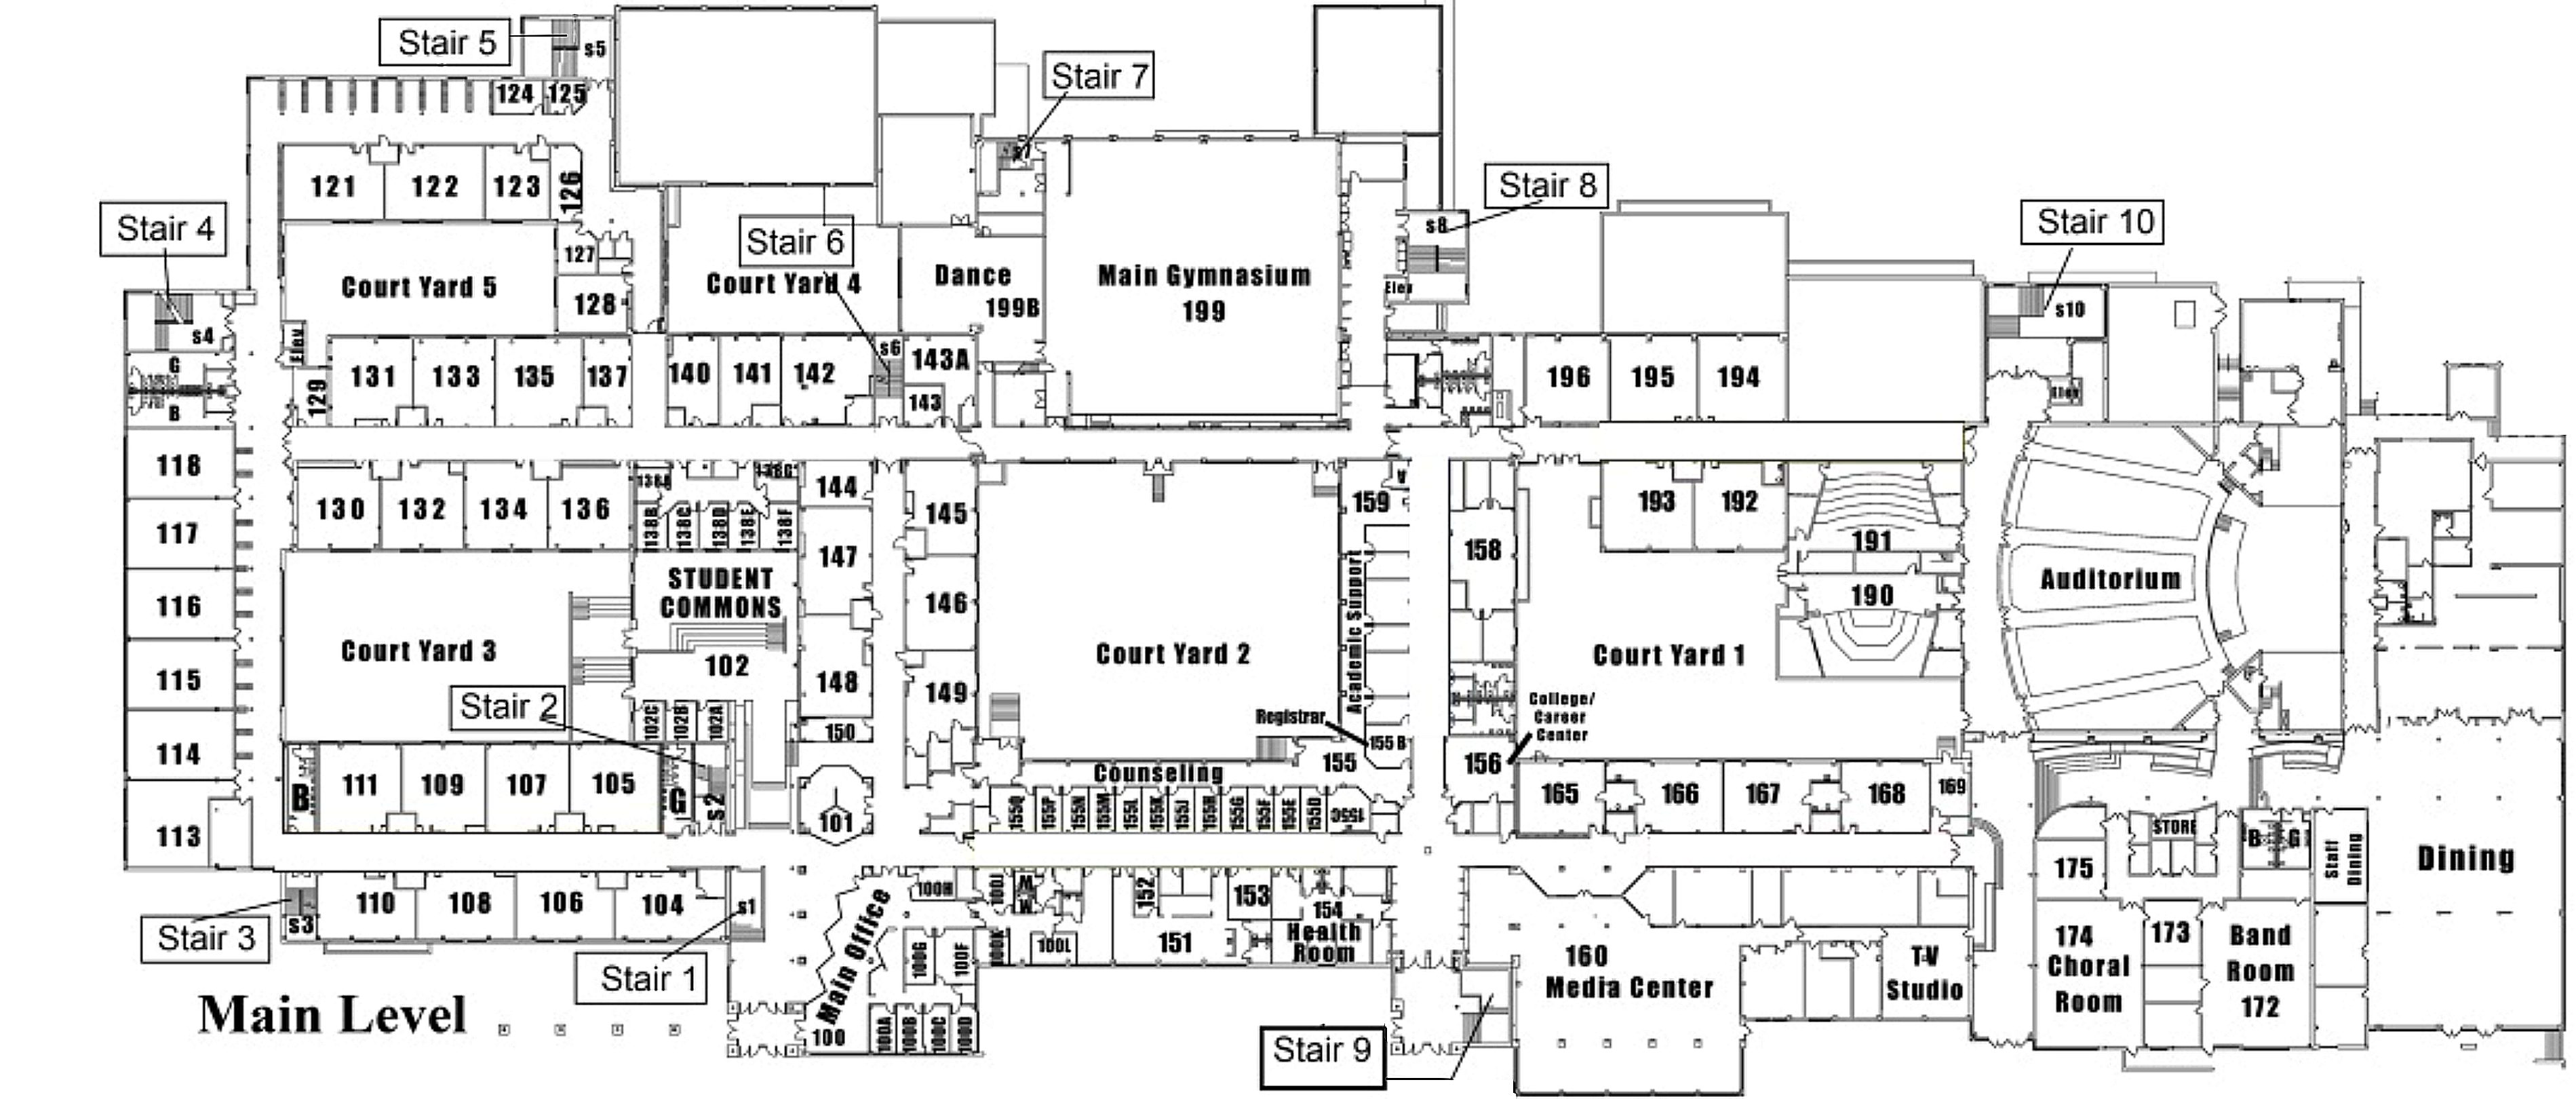 Stair 5
s5
Stair 7
s7
124
125
121
122
123
126
Stair 4
Stair 8
s8
Stair 10
s10
Stair 6
127
Court Yard 5
128
Court Yard 4
Dance
199B
Main Gymnasium
199
Elev
s4
G
B
Elev
129
131
133
135
137
140
141
142
s6
143A
143
196
195
194
Elev
118
117
116
115
114
113
130
132
134
136
138A
138G
138B
138C
138D
138E
138F
144
147
148
150
145
146
149
STUDENT
COMMONS
102
102C
102B
102A
Court Yard 3
Stair 2
Court Yard 2
159
V
Academic Support
Registrar
155 B
155
158
156
College/
Career
Center
Court Yard 1
193
192
191
190
Auditorium
B
111
109
107
105
G
s2
101
Counseling
155Q
155P
155N
155M
155L
155K
155J
155H
155G
155F
155E
155D
155C
165
166
167
168
169
STORE
B
G
Staff
Dining
Dining
175
s3
110
108
106
104
s1
Stair 3
Stair 1
Main Office
100
100H
100J
M
W
100G
100F
100K
100L
100A
100B
100C
100D
152
153
151
154
Health
Room
160
Media Center
TV
Studio
174
Choral
Room
173
Band
Room
172
Stair 9
Main Level